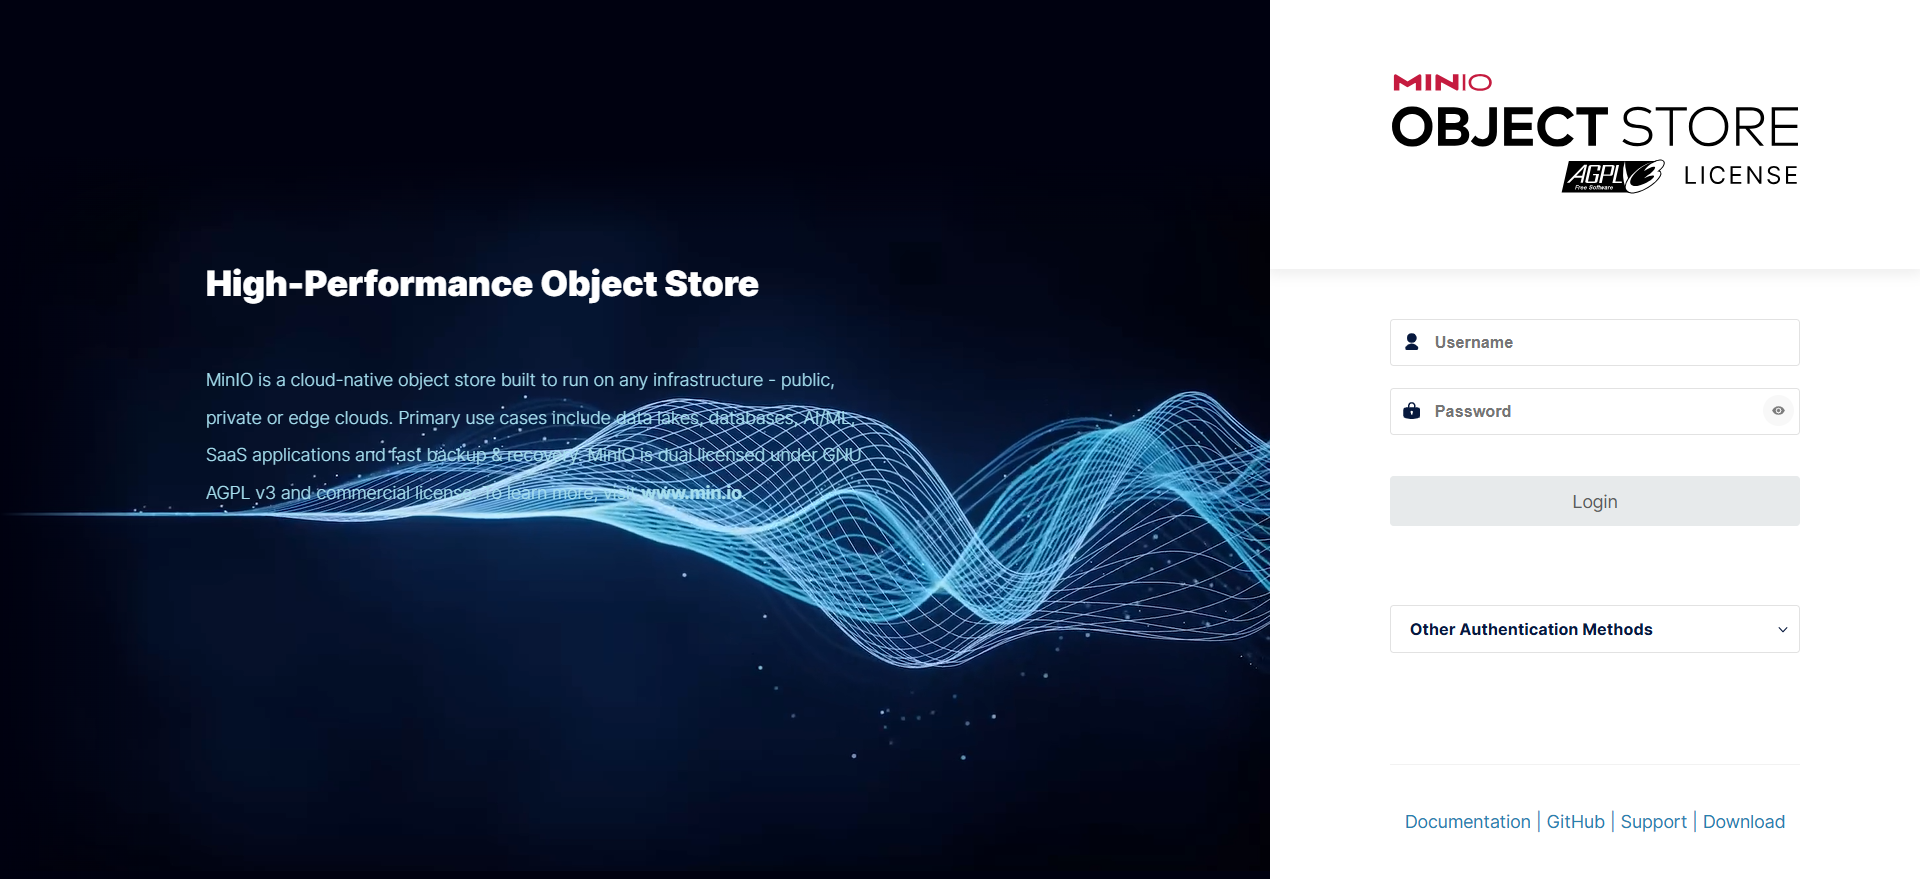 High-Performance Object Store
MinIO is a cloud-native object store built to run on any infrastructure - public,
private or edge clouds. Primary use cases include data lakes, databases, AI/ML,
SaaS applications and fast backup & recovery. MinIO is dual licensed under GNU
AGPL v3 and commercial license. To learn more, visit www.min.io.
MINIO
OBJECT STORE
AGPL 3 LICENSE
Free Software
Username
Password
Login
Other Authentication Methods
Documentation | GitHub | Support | Download